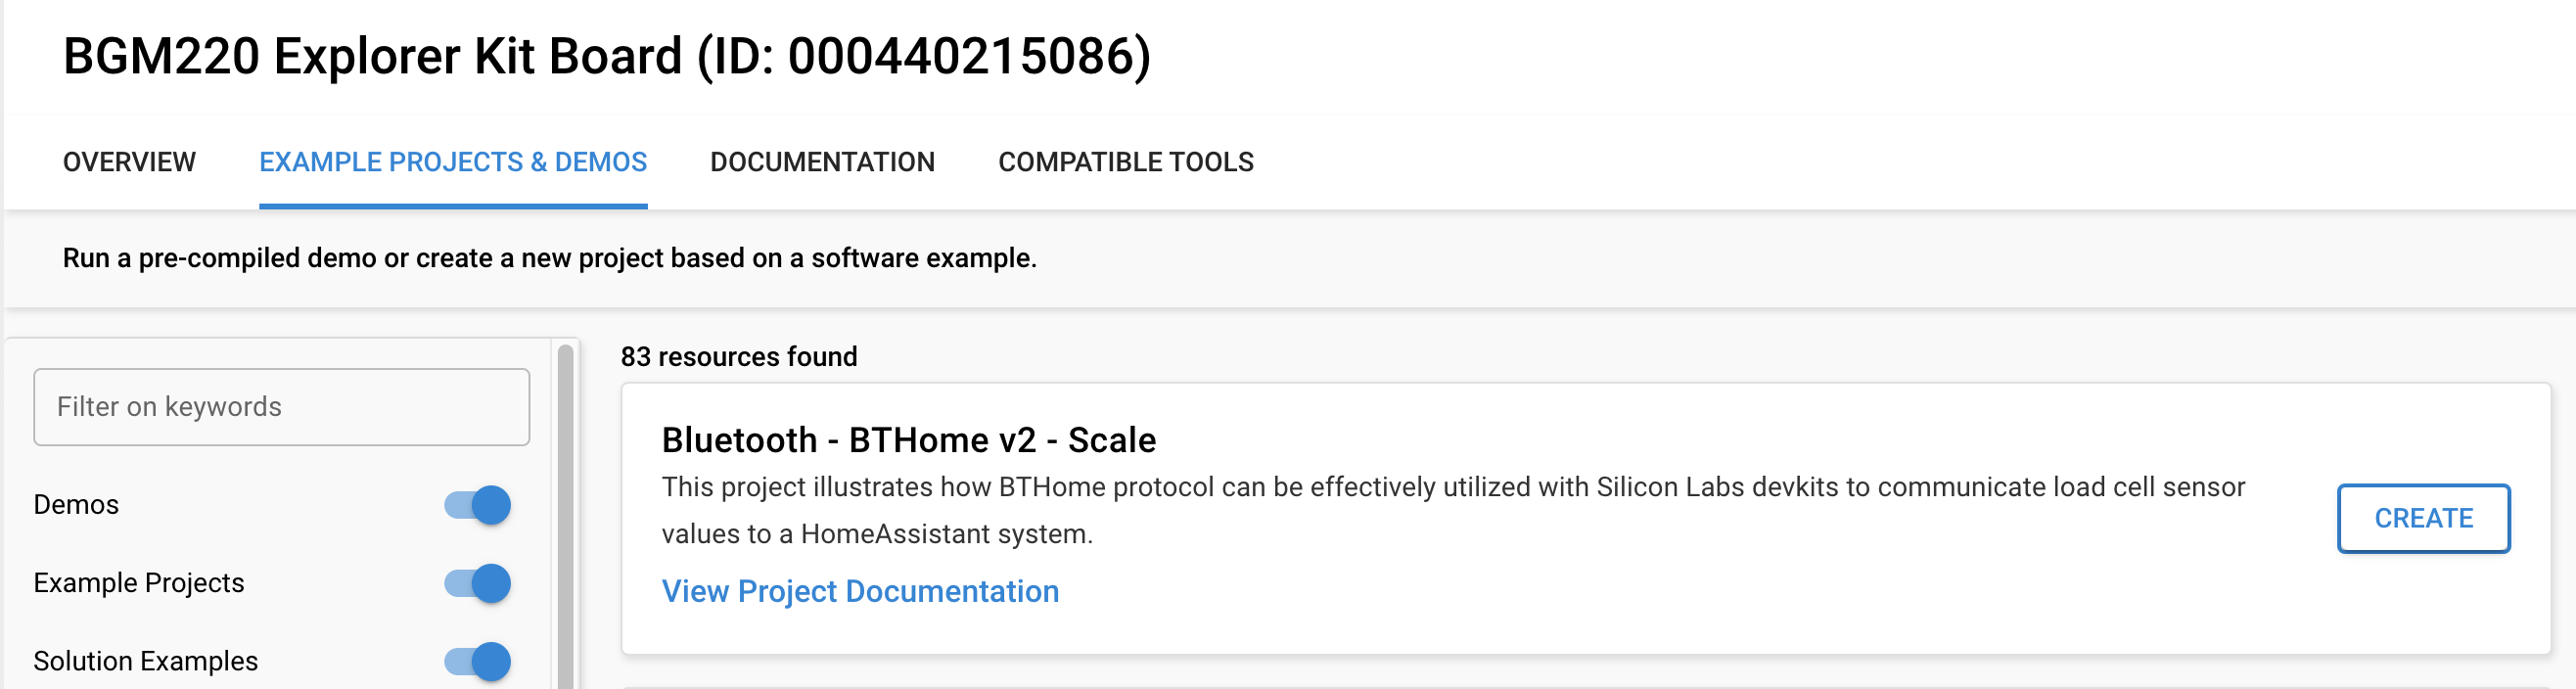 BGM220 Explorer Kit Board (ID: 000440215086)
OVERVIEW
EXAMPLE PROJECTS & DEMOS
DOCUMENTATION
COMPATIBLE TOOLS
Run a pre-compiled demo or create a new project based on a software example.
Filter on keywords
Demos
Example Projects
Solution Examples
83 resources found
Bluetooth - BTHome v2 - Scale
This project illustrates how BTHome protocol can be effectively utilized with Silicon Labs devkits to communicate load cell sensor
values to a HomeAssistant system.
View Project Documentation
CREATE